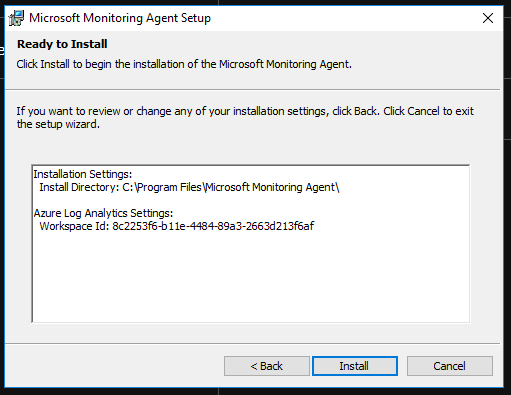 Microsoft Monitoring Agent Setup
Ready to Install
Click Install to begin the installation of the Microsoft Monitoring Agent.
If you want to review or change any of your installation settings, click Back. Click Cancel to exit
the setup wizard.
Installation Settings:
Install Directory: C:\Program Files\Microsoft Monitoring Agent\
Azure Log Analytics Settings:
Workspace Id: 8c2253f6-b11e-4484-89a3-2663d213f6af
< Back
Install
Cancel